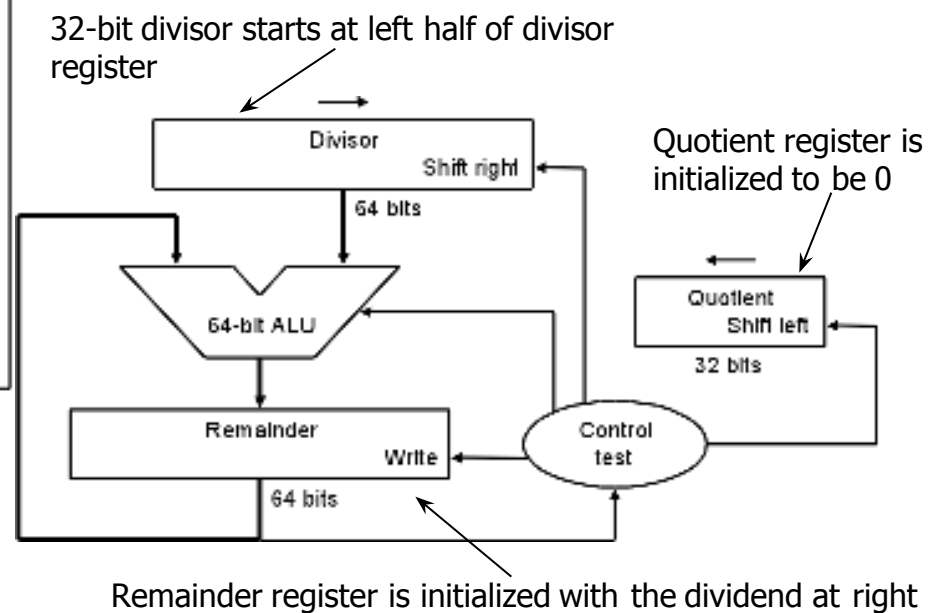 32-bit divisor starts at left half of divisor
register
Divisor
Shift right
64 bits
Quotient register is
initialized to be 0
Quotient
Shift left
32 bits
64-bit ALU
Remainder
Write
64 bits
Control
test
Remainder register is initialized with the dividend at right